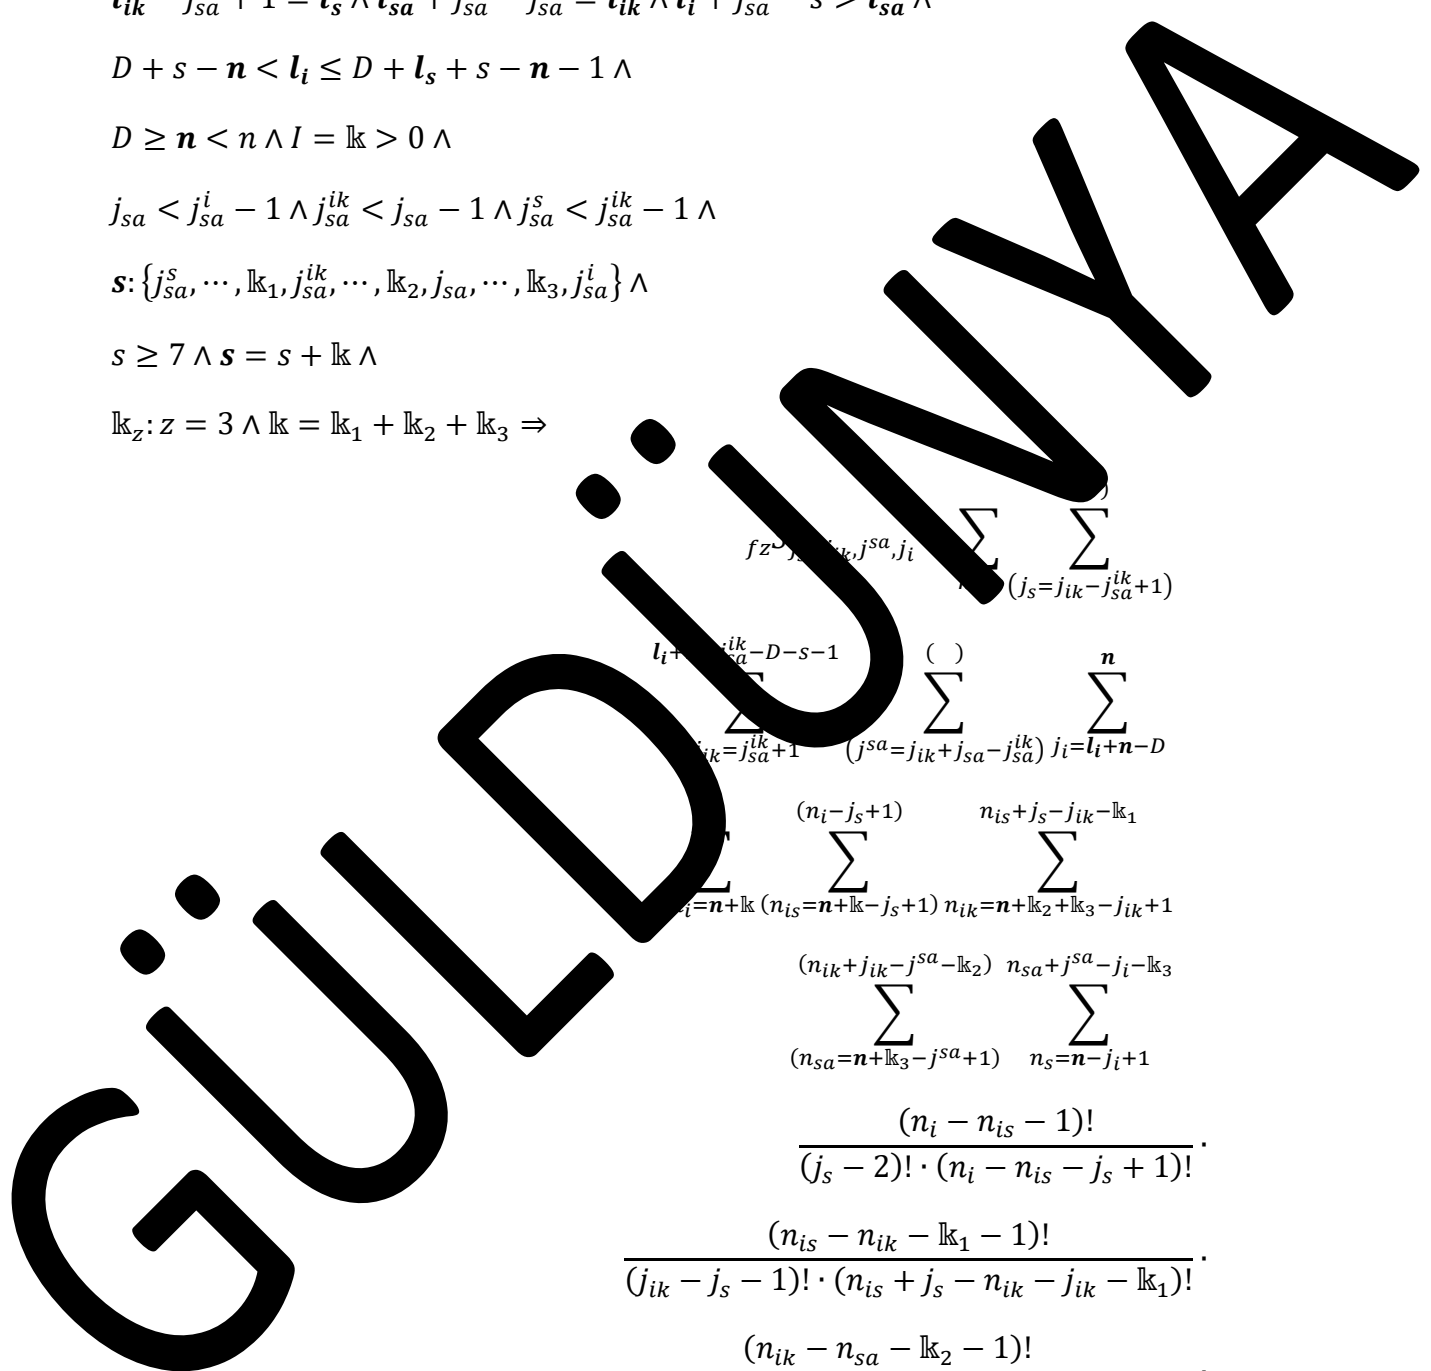 D + s − n < l_i ≤ D + l_s + s − n − 1 ∧
D ≥ n < n ∧ I = 𝕜 > 0 ∧
j_sa < j_sa^i − 1 ∧ j_sa^ik < j_sa − 1 ∧ j_sa^s < j_sa^ik − 1 ∧
s: {j_sa^s, ⋯, 𝕜_1, j_sa^ik, ⋯, 𝕜_2, j_sa, ⋯, 𝕜_3, j_sa^i} ∧
s ≥ 7 ∧ s = s + 𝕜 ∧
𝕜_z: z = 3 ∧ 𝕜 = 𝕜_1 + 𝕜_2 + 𝕜_3 ⇒
GÜLDÜNYA
j^sa, j_i ∑ ∑
(j_s=j_ik−j_sa^ik+1)
−D−s−1 ( ) n
∑ ∑ ∑
=j_sa^ik+1 (j^sa=j_ik+j_sa−j_sa^ik) j_i=l_i+n−D
(n_i−j_s+1) n_is+j_s−j_ik−𝕜_1
∑ ∑ ∑
=n+𝕜 (n_is=n+𝕜−j_s+1) n_ik=n+𝕜_2+𝕜_3−j_ik+1
(n_ik+j_ik−j^sa−𝕜_2) n_sa+j^sa−j_i−𝕜_3
∑ ∑
(n_sa=n+𝕜_3−j^sa+1) n_s=n−j_i+1
(n_i − n_is − 1)!
(j_s − 2)! · (n_i − n_is − j_s + 1)! ·
(n_is − n_ik − 𝕜_1 − 1)!
(j_ik − j_s − 1)! · (n_is + j_s − n_ik − j_ik − 𝕜_1)! ·
(n_ik − n_sa − 𝕜_2 − 1)!